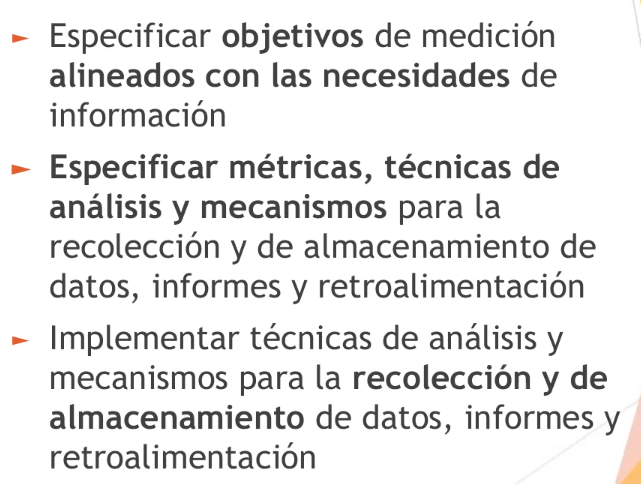 ► Especificar objetivos de medición
alineados con las necesidades de
información
► Especificar métricas, técnicas de
análisis y mecanismos para la
recolección y de almacenamiento de
datos, informes y retroalimentación
► Implementar técnicas de análisis y
mecanismos para la recolección y de
almacenamiento de datos, informes y
retroalimentación